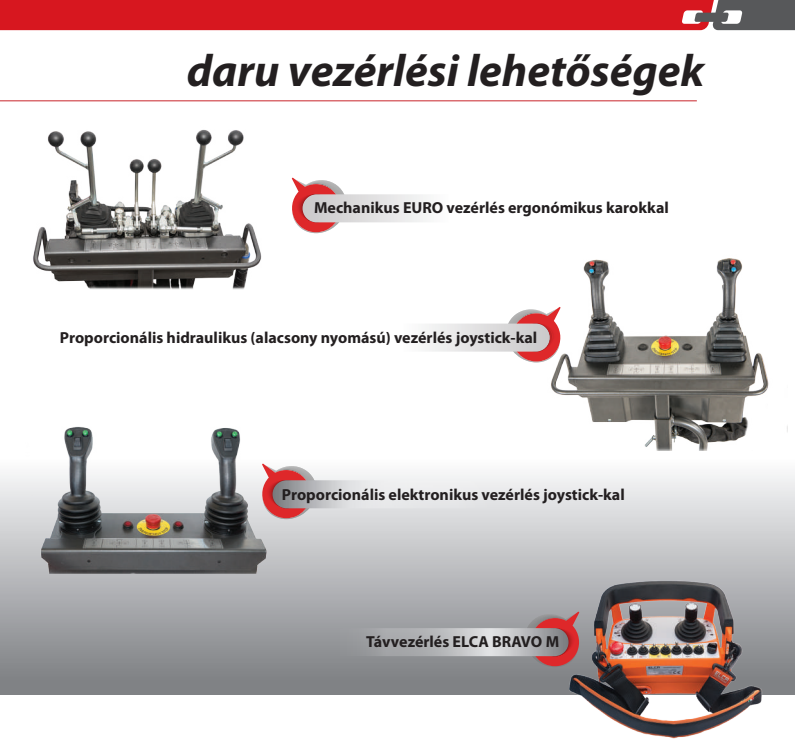 daru vezérlési lehetőségek
Mechanikus EURO vezérlés ergónómikus karokkal
Proporcionális hidraulikus (alacsony nyomású) vezérlés joystick-kal
Proporcionális elektronikus vezérlés joystick-kal
Távvezérlés ELCA BRAVO M